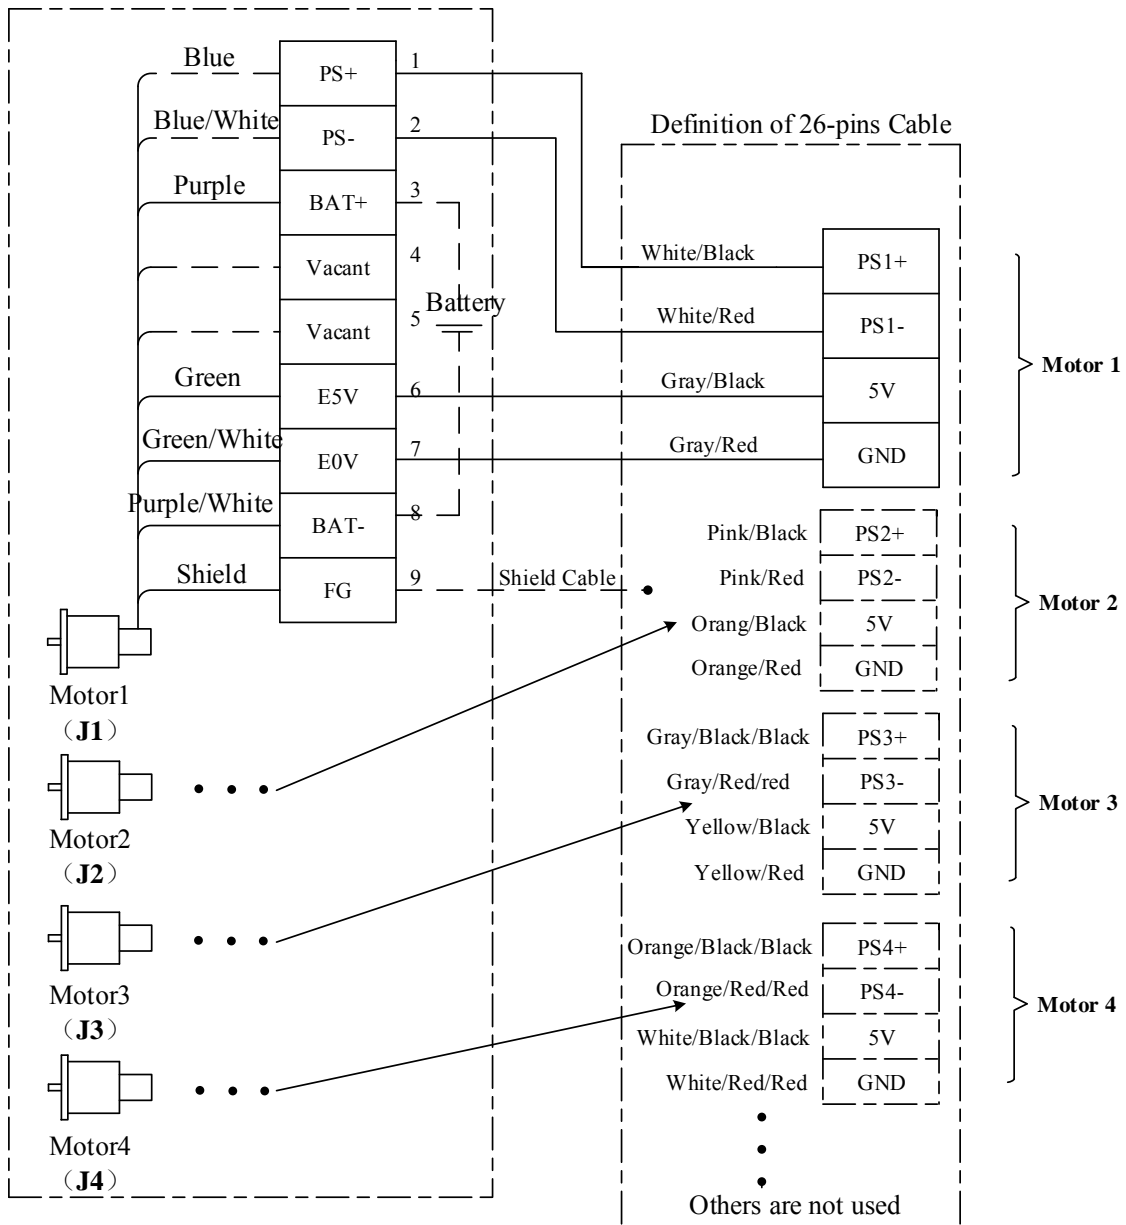 Blue PS+ 1
Blue/White PS- 2
Purple BAT+ 3
Vacant 4
Battery
Vacant 5
Green E5V 6
Green/White E0V 7
Purple/White BAT- 8
Shield FG 9 Shield Cable
Motor1
（J1）
Motor2
（J2）
Motor3
（J3）
Motor4
（J4）
Definition of 26-pins Cable
White/Black PS1+
White/Red PS1-
Gray/Black 5V
Gray/Red GND
Motor 1
Pink/Black PS2+
Pink/Red PS2-
Orang/Black 5V
Orange/Red GND
Motor 2
Gray/Black/Black PS3+
Gray/Red/red PS3-
Yellow/Black 5V
Yellow/Red GND
Motor 3
Orange/Black/Black PS4+
Orange/Red/Red PS4-
White/Black/Black 5V
White/Red/Red GND
Motor 4
Others are not used